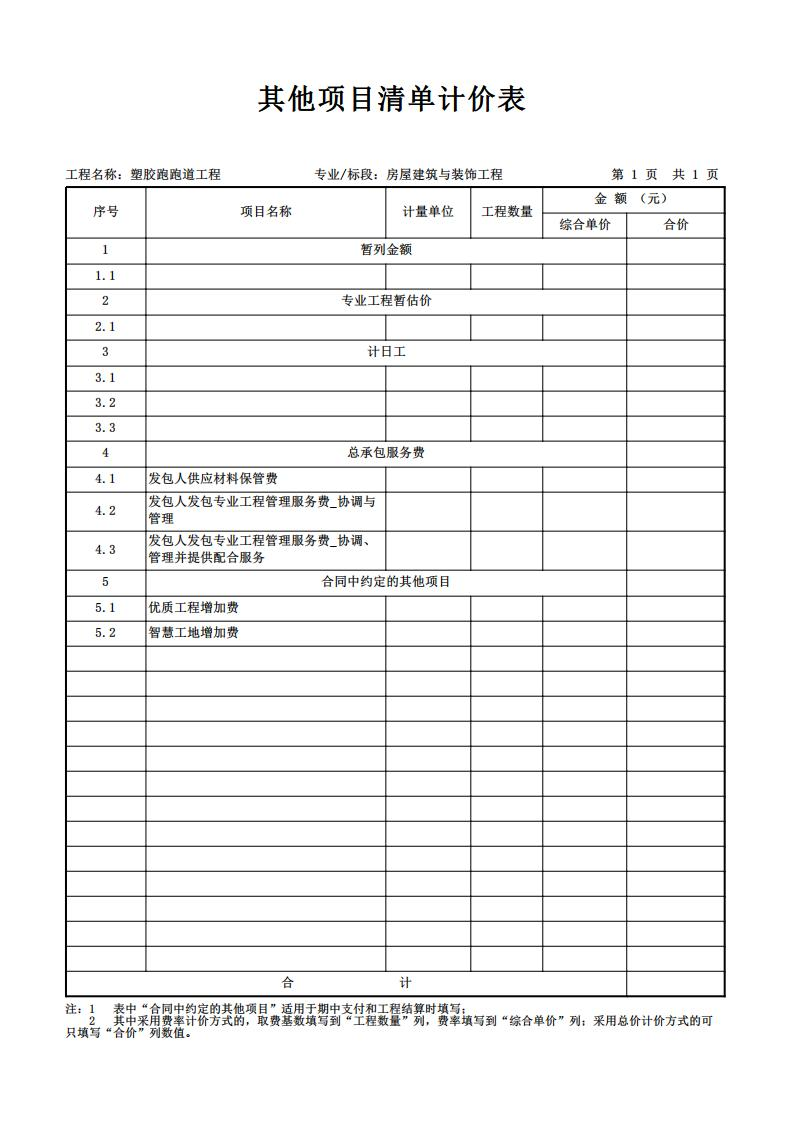 其他项目清单计价表
工程名称：塑胶跑跑道工程 专业/标段：房屋建筑与装饰工程 第 1 页 共 1 页
序号 项目名称 计量单位 工程数量 金 额 （元）
综合单价 合价
1 暂列金额
1.1
2 专业工程暂估价
2.1
3 计日工
3.1
3.2
3.3
4 总承包服务费
4.1 发包人供应材料保管费
4.2 发包人发包专业工程管理服务费_协调与
管理
4.3 发包人发包专业工程管理服务费_协调、
管理并提供配合服务
5 合同中约定的其他项目
5.1 优质工程增加费
5.2 智慧工地增加费
合 计
注：1 表中“合同中约定的其他项目”适用于期中支付和工程结算时填写；
2 其中采用费率计价方式的，取费基数填写到“工程数量”列，费率填写到“综合单价”列；采用总价计价方式的可
只填写“合价”列数值。